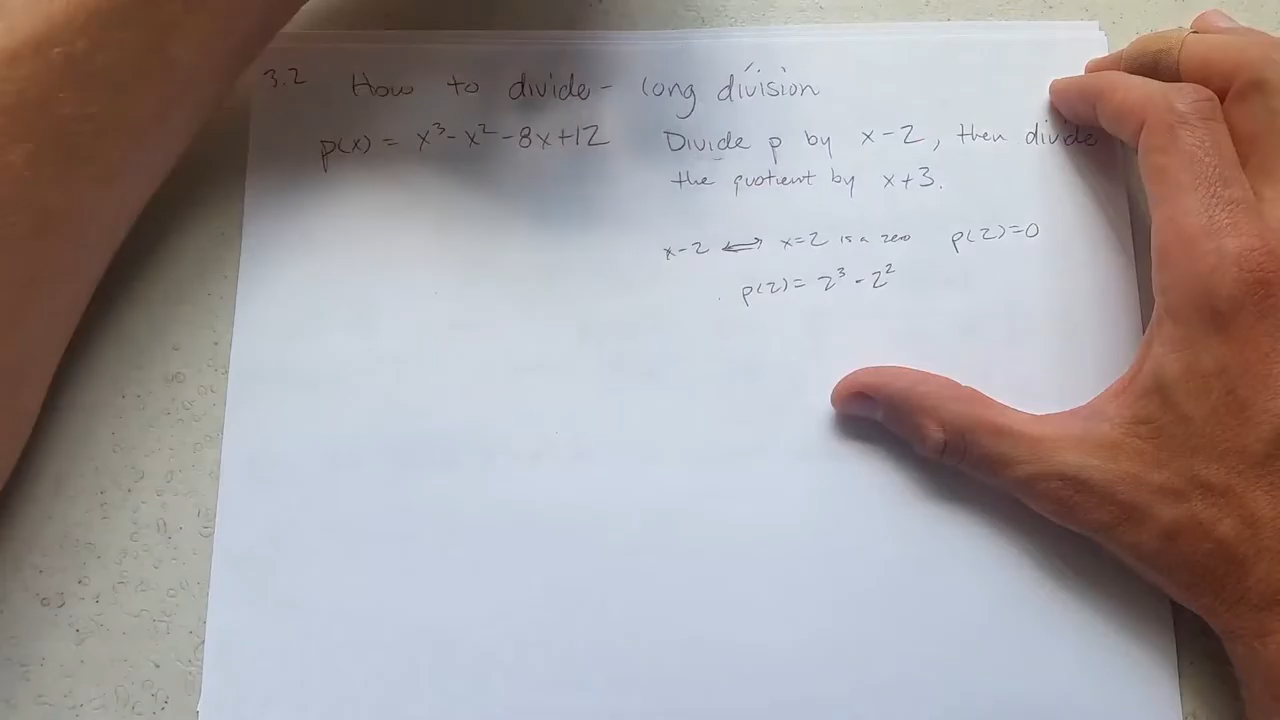 3.2 How to divide - long division
p(x) = x³-x²-8x+12 Divide p by x-2, then divide
the quotient by x+3.
x-2 ⟷ x=2 is a zero p(2)=0
p(2)= 2³-2²